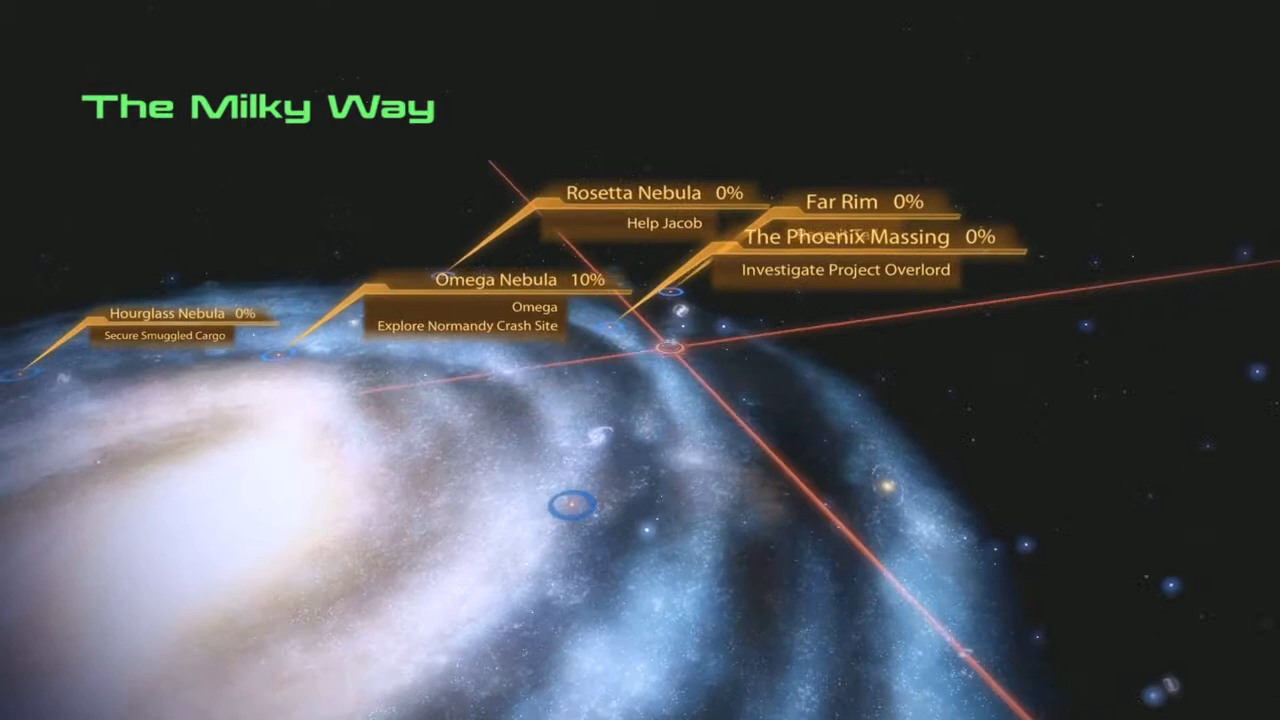 The Milky Way
Rosetta Nebula 0%
Help Jacob
Far Rim 0%
The Phoenix Massing 0%
Investigate Project Overlord
Omega Nebula 10%
Omega
Explore Normandy Crash Site
Hourglass Nebula 0%
Secure Smuggled Cargo